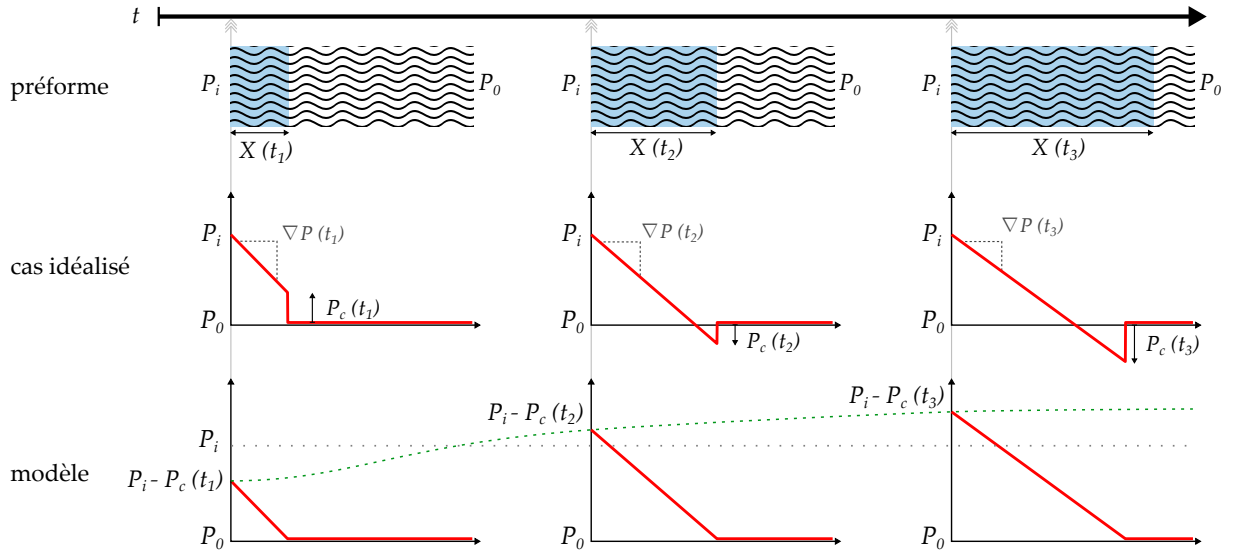 t
préforme
P_i P_0 P_i P_0 P_i P_0
X (t_1) X (t_2) X (t_3)
cas idéalisé
P_i ∇ P (t_1) P_i ∇ P (t_2) P_i ∇ P (t_3)
P_0 P_c (t_1) P_0 P_c (t_2) P_0 P_c (t_3)
modèle
P_i - P_c (t_2) P_i - P_c (t_3)
P_i
P_i - P_c (t_1)
P_0 P_0 P_0